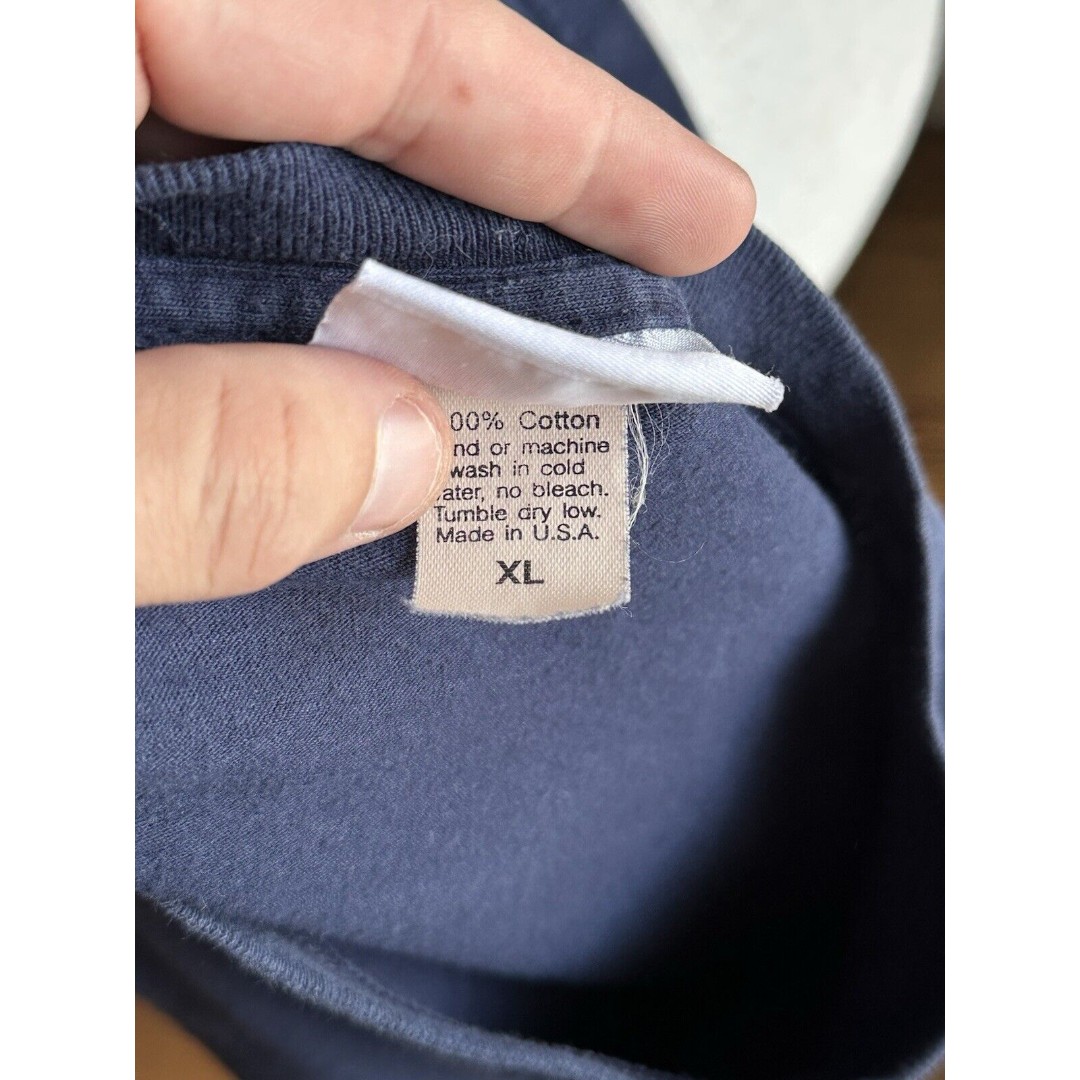 00% Cotton
nd or machine
wash in cold
ater, no bleach.
Tumble dry low.
Made in U.S.A.
XL